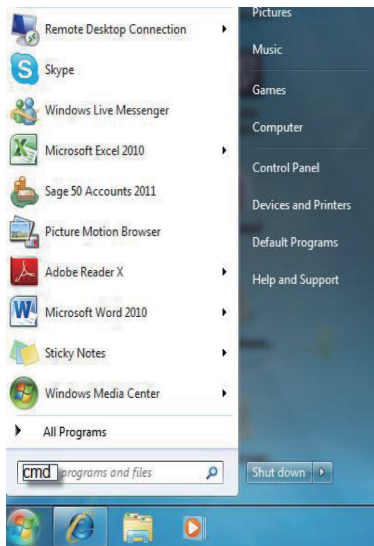 Remote Desktop Connection
Skype
Windows Live Messenger
Microsoft Excel 2010
Sage 50 Accounts 2011
Picture Motion Browser
Adobe Reader X
Microsoft Word 2010
Sticky Notes
Windows Media Center
All Programs
cmd programs and files
Pictures
Music
Games
Computer
Control Panel
Devices and Printers
Default Programs
Help and Support
Shut down